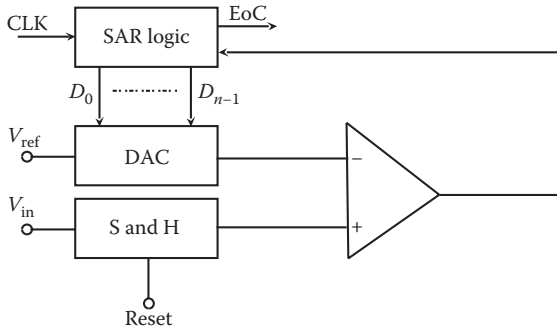 CLK
SAR logic
EoC
D0
Dn–1
Vref
DAC
–
Vin
S and H
+
Reset